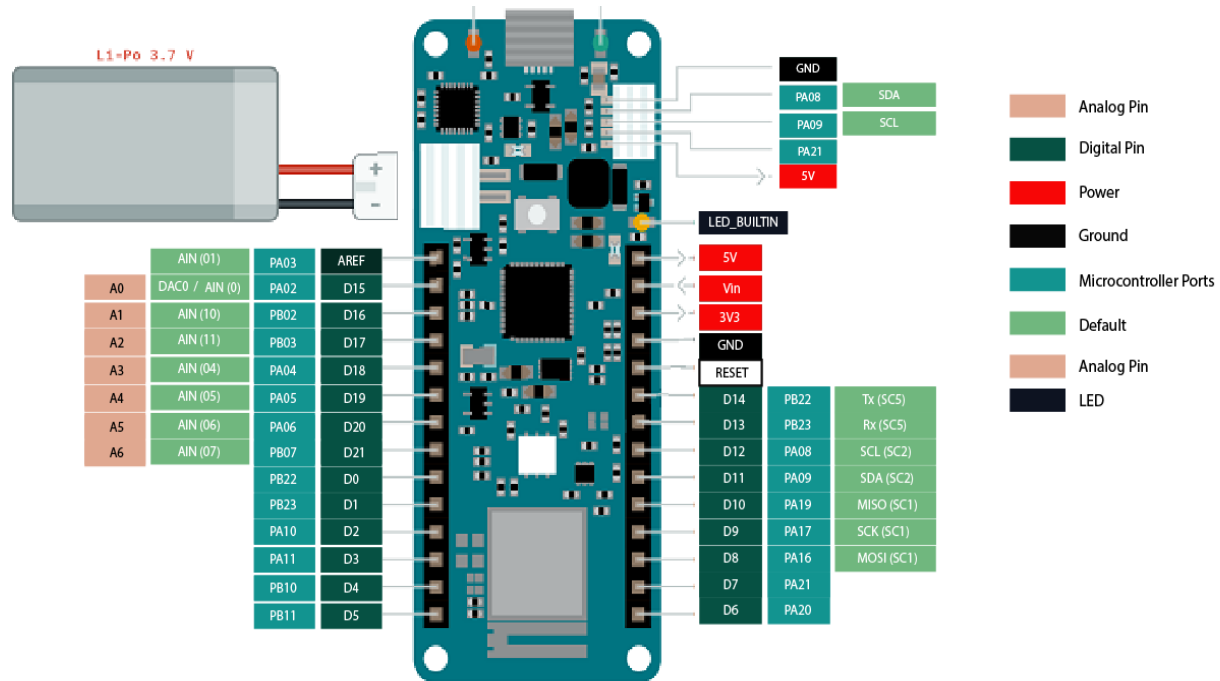 Li-Po 3.7 V
+
-
GND
PA08 SDA
PA09 SCL
PA21
5V
LED_BUILTIN
AIN (01) PA03 AREF
A0 DAC0 / AIN (0) PA02 D15
A1 AIN (10) PB02 D16
A2 AIN (11) PB03 D17
A3 AIN (04) PA04 D18
A4 AIN (05) PA05 D19
A5 AIN (06) PA06 D20
A6 AIN (07) PB07 D21
PB22 D0
PB23 D1
PA10 D2
PA11 D3
PB10 D4
PB11 D5
5V
Vin
3V3
GND
RESET
D14 PB22 Tx (SC5)
D13 PB23 Rx (SC5)
D12 PA08 SCL (SC2)
D11 PA09 SDA (SC2)
D10 PA19 MISO (SC1)
D9 PA17 SCK (SC1)
D8 PA16 MOSI (SC1)
D7 PA21
D6 PA20
Analog Pin
Digital Pin
Power
Ground
Microcontroller Ports
Default
Analog Pin
LED